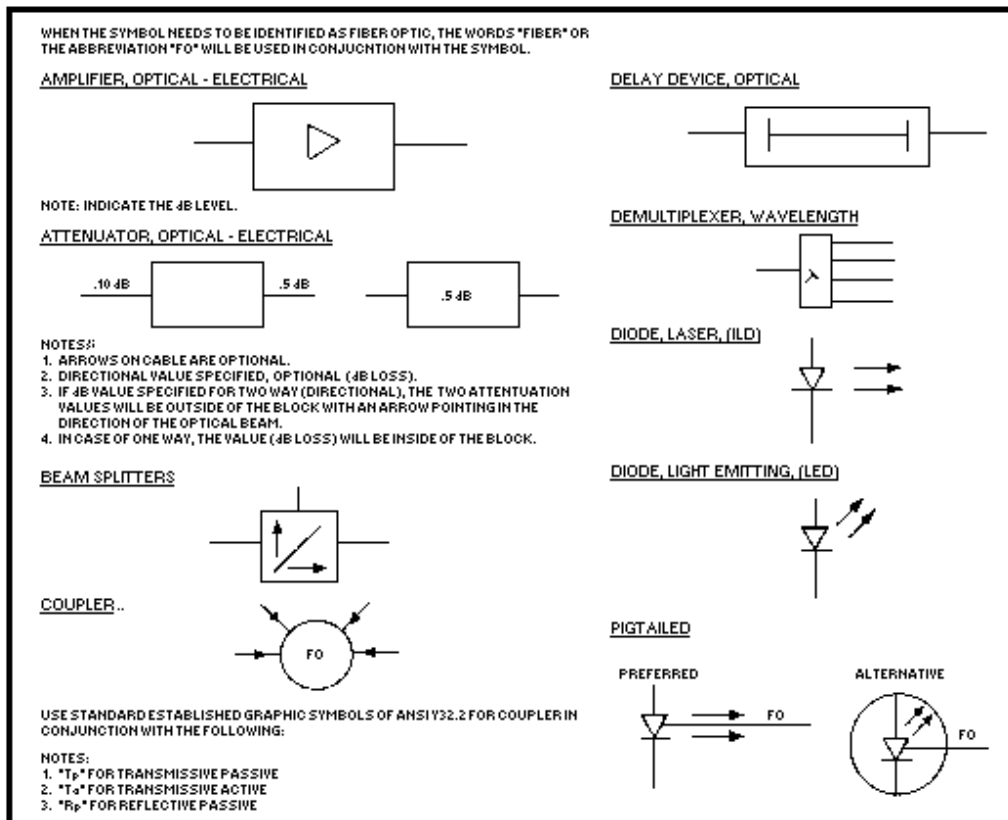 WHEN THE SYMBOL NEEDS TO BE IDENTIFIED AS FIBER OPTIC, THE WORDS "FIBER" OR
THE ABBREVIATION "FO" WILL BE USED IN CONJUCNTION WITH THE SYMBOL.
AMPLIFIER, OPTICAL - ELECTRICAL
NOTE: INDICATE THE dB LEVEL.
ATTENUATOR, OPTICAL - ELECTRICAL
.10 dB
.5 dB
.5 dB
NOTES/:
1. ARROWS ON CABLE ARE OPTIONAL.
2. DIRECTIONAL VALUE SPECIFIED, OPTIONAL (dB LOSS).
3. IF dB VALUE SPECIFIED FOR TWO WAY (DIRECTIONAL), THE TWO ATTENTUATION
VALUES WILL BE OUTSIDE OF THE BLOCK WITH AN ARROW POINTING IN THE
DIRECTION OF THE OPTICAL BEAM.
4. IN CASE OF ONE WAY, THE VALUE (dB LOSS) WILL BE INSIDE OF THE BLOCK.
BEAM SPLITTERS
COUPLER..
FO
USE STANDARD ESTABLISHED GRAPHIC SYMBOLS OF ANSI Y32.2 FOR COUPLER IN
CONJUNCTION WITH THE FOLLOWING:
NOTES:
1. "Tp" FOR TRANSMISSIVE PASSIVE
2. "Ta" FOR TRANSMISSIVE ACTIVE
3. "Rp" FOR REFLECTIVE PASSIVE
DELAY DEVICE, OPTICAL
DEMULTIPLEXER, WAVELENGTH
λ
DIODE, LASER, (ILD)
DIODE, LIGHT EMITTING, (LED)
PIGTAILED
PREFERRED
FO
ALTERNATIVE
FO